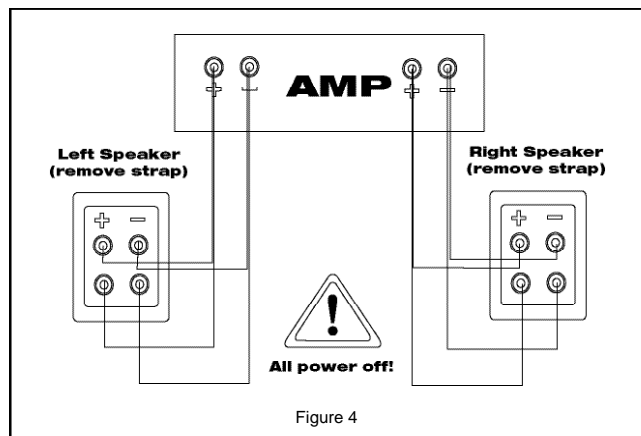 AMP
+ − + −
Left Speaker
(remove strap)
Right Speaker
(remove strap)
+ − + −
All power off!
Figure 4